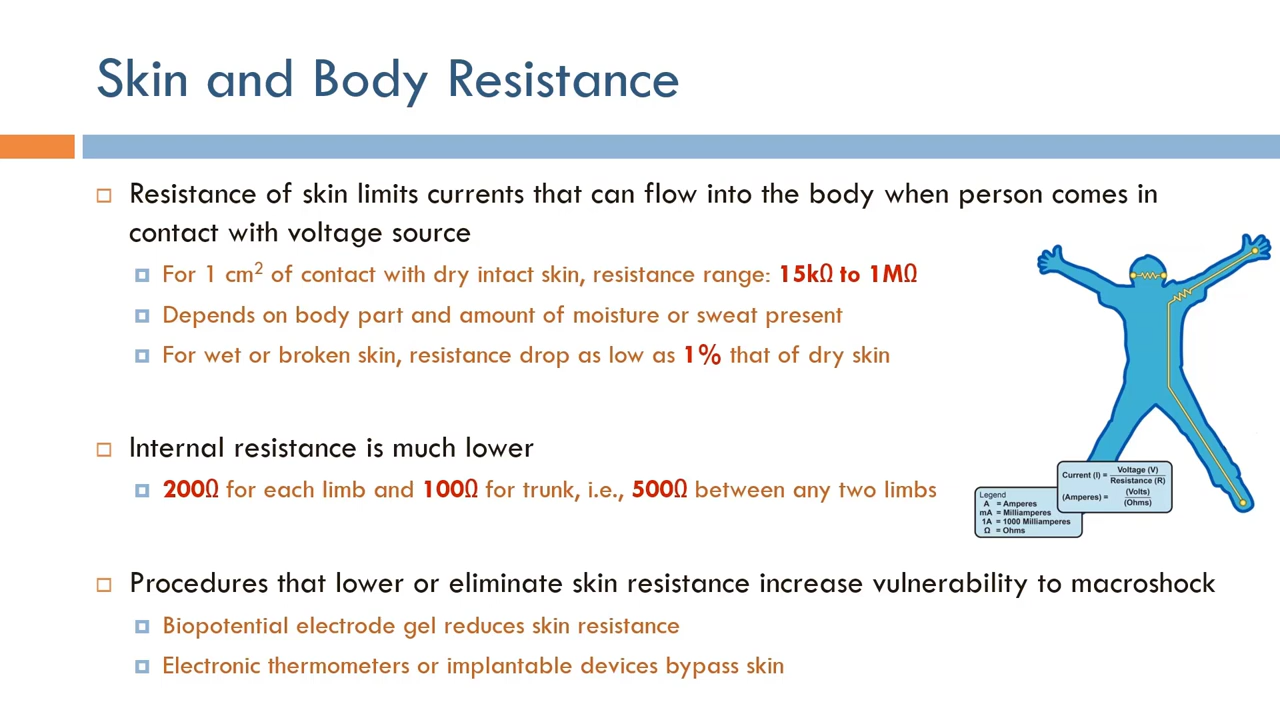 Skin and Body Resistance
Resistance of skin limits currents that can flow into the body when person comes in
contact with voltage source
For 1 cm² of contact with dry intact skin, resistance range: 15kΩ to 1MΩ
Depends on body part and amount of moisture or sweat present
For wet or broken skin, resistance drop as low as 1% that of dry skin
Internal resistance is much lower
200Ω for each limb and 100Ω for trunk, i.e., 500Ω between any two limbs
Current (I) = Voltage (V)
Resistance (R)
(Amperes) = (Volts)
(Ohms)
Legend
A = Amperes
mA = Milliamperes
1A = 1000 Milliamperes
Ω = Ohms
Procedures that lower or eliminate skin resistance increase vulnerability to macroshock
Biopotential electrode gel reduces skin resistance
Electronic thermometers or implantable devices bypass skin